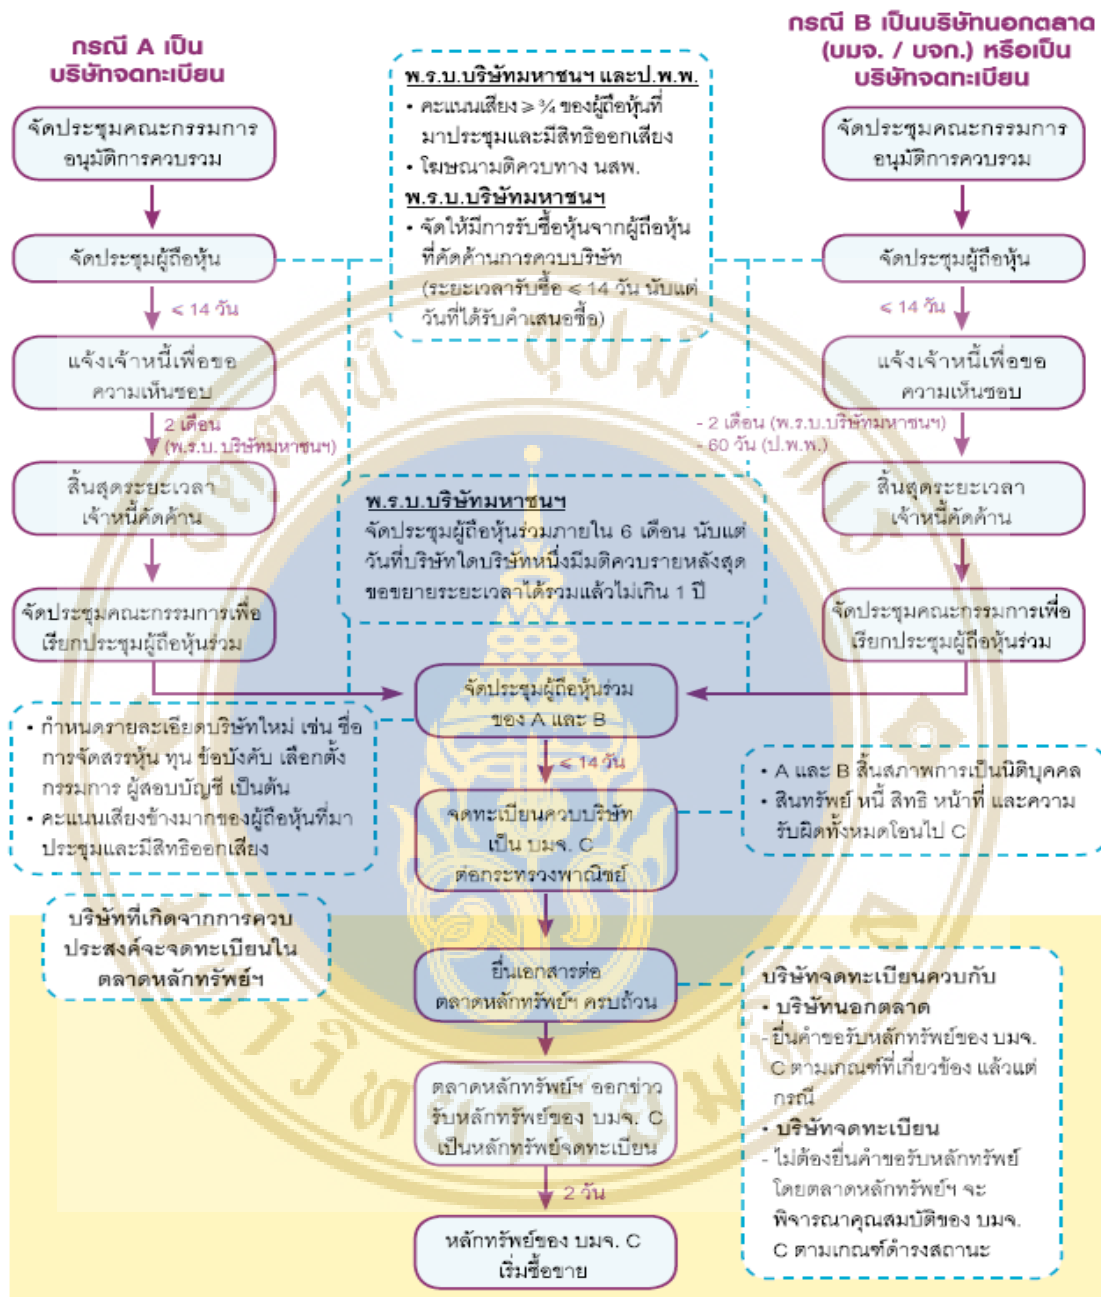 กรณี A เป็น
บริษัทจดทะเบียน
จัดประชุมคณะกรรมการ
อนุมัติการควบรวม
จัดประชุมผู้ถือหุ้น
≤ 14 วัน
แจ้งเจ้าหนี้เพื่อขอ
ความเห็นชอบ
2 เดือน
(พ.ร.บ.บริษัทมหาชนฯ)
สิ้นสุดระยะเวลา
เจ้าหนี้คัดค้าน
จัดประชุมคณะกรรมการเพื่อ
เรียกประชุมผู้ถือหุ้นร่วม
พ.ร.บ.บริษัทมหาชนฯ และป.พ.พ.
• คะแนนเสียง ≥ ¾ ของผู้ถือหุ้นที่
มาประชุมและมีสิทธิออกเสียง
• โฆษณามติควบทาง นสพ.
พ.ร.บ.บริษัทมหาชนฯ
• จัดให้มีการรับซื้อหุ้นจากผู้ถือหุ้น
ที่คัดค้านการควบบริษัท
(ระยะเวลารับซื้อ ≤ 14 วัน นับแต่
วันที่ได้รับคำเสนอซื้อ)
กรณี B เป็นบริษัทนอกตลาด
(บมจ. / บจก.) หรือเป็น
บริษัทจดทะเบียน
จัดประชุมคณะกรรมการ
อนุมัติการควบรวม
จัดประชุมผู้ถือหุ้น
≤ 14 วัน
แจ้งเจ้าหนี้เพื่อขอ
ความเห็นชอบ
- 2 เดือน (พ.ร.บ.บริษัทมหาชนฯ)
- 60 วัน (ป.พ.พ.)
สิ้นสุดระยะเวลา
เจ้าหนี้คัดค้าน
จัดประชุมคณะกรรมการเพื่อ
เรียกประชุมผู้ถือหุ้นร่วม
พ.ร.บ.บริษัทมหาชนฯ
จัดประชุมผู้ถือหุ้นร่วมภายใน 6 เดือน นับแต่
วันที่บริษัทใดบริษัทหนึ่งมีมติควบรายหลังสุด
ขอขยายระยะเวลาได้รวมแล้วไม่เกิน 1 ปี
จัดประชุมผู้ถือหุ้นร่วม
ของ A และ B
• กำหนดรายละเอียดบริษัทใหม่ เช่น ชื่อ
การจัดสรรหุ้น ทุน ข้อบังคับ เลือกตั้ง
กรรมการ ผู้สอบบัญชี เป็นต้น
• คะแนนเสียงข้างมากของผู้ถือหุ้นที่มา
ประชุมและมีสิทธิออกเสียง
≤ 14 วัน
จดทะเบียนควบบริษัท
เป็น บมจ. C
ต่อกระทรวงพาณิชย์
• A และ B สิ้นสภาพการเป็นนิติบุคคล
• สินทรัพย์ หนี้ สิทธิ หน้าที่ และความ
รับผิดทั้งหมดโอนไป C
บริษัทที่เกิดจากการควบ
ประสงค์จะจดทะเบียนใน
ตลาดหลักทรัพย์ฯ
ยื่นเอกสารต่อ
ตลาดหลักทรัพย์ฯ ครบถ้วน
ตลาดหลักทรัพย์ฯ ออกข่าว
รับหลักทรัพย์ของ บมจ. C
เป็นหลักทรัพย์จดทะเบียน
2 วัน
หลักทรัพย์ของ บมจ. C
เริ่มซื้อขาย
บริษัทจดทะเบียนควบกับ
• บริษัทนอกตลาด
- ยื่นคำขอรับหลักทรัพย์ของ บมจ.
C ตามเกณฑ์ที่เกี่ยวข้อง แล้วแต่
กรณี
• บริษัทจดทะเบียน
- ไม่ต้องยื่นคำขอรับหลักทรัพย์
โดยตลาดหลักทรัพย์ฯ จะ
พิจารณาคุณสมบัติของ บมจ.
C ตามเกณฑ์ดำรงสถานะ